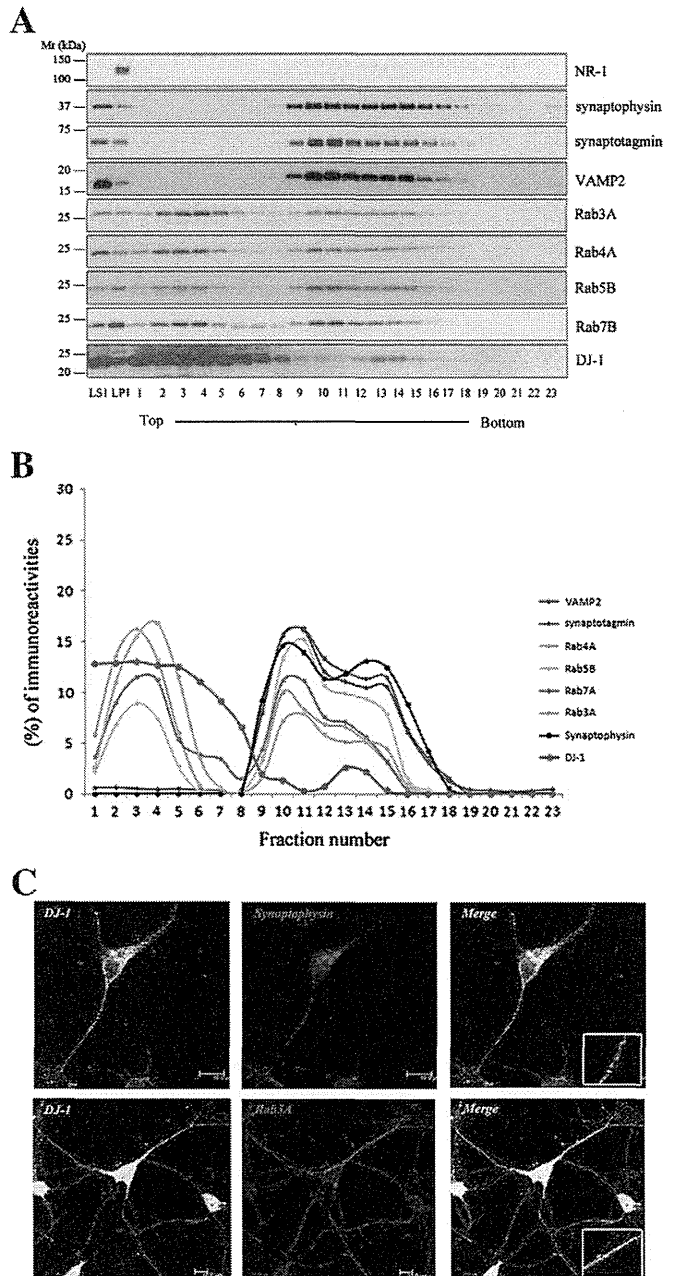 A
Mr (kDa)
150
100
NR-1
37
synaptophysin
75
synaptotagmin
20
15
VAMP2
25
Rab3A
25
Rab4A
25
Rab5B
25
Rab7B
25
20
DJ-1
LS1 LP1 1 2 3 4 5 6 7 8 9 10 11 12 13 14 15 16 17 18 19 20 21 22 23
Top Bottom
B
(%) of immunoreactivities
30
25
20
15
10
5
0
VAMP2
synaptotagmin
Rab4A
Rab5B
Rab7A
Rab3A
Synaptophysin
DJ-1
1 2 3 4 5 6 7 8 9 10 11 12 13 14 15 16 17 18 19 20 21 22 23
Fraction number
C
DJ-1 Synaptophysin Merge
DJ-1 Rab3A Merge